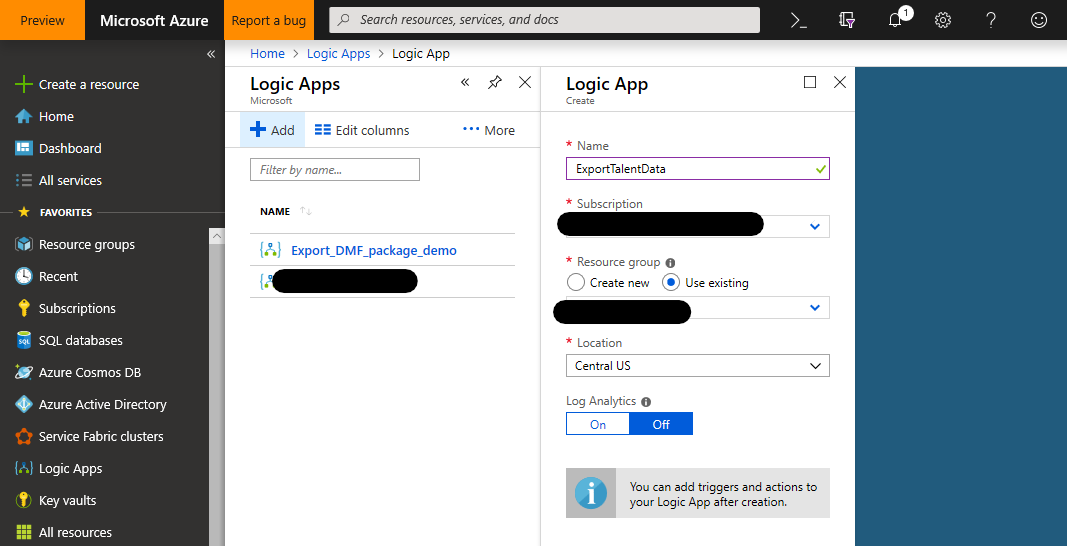 Preview
Microsoft Azure
Report a bug
Search resources, services, and docs
1
Home > Logic Apps > Logic App
Create a resource
Home
Dashboard
All services
FAVORITES
Resource groups
Recent
Subscriptions
SQL databases
Azure Cosmos DB
Azure Active Directory
Service Fabric clusters
Logic Apps
Key vaults
All resources
Logic Apps
Microsoft
Add
Edit columns
More
Filter by name...
NAME
Export_DMF_package_demo
Logic App
Create
* Name
ExportTalentData
* Subscription
* Resource group
Create new
Use existing
* Location
Central US
Log Analytics
On
Off
You can add triggers and actions to
your Logic App after creation.